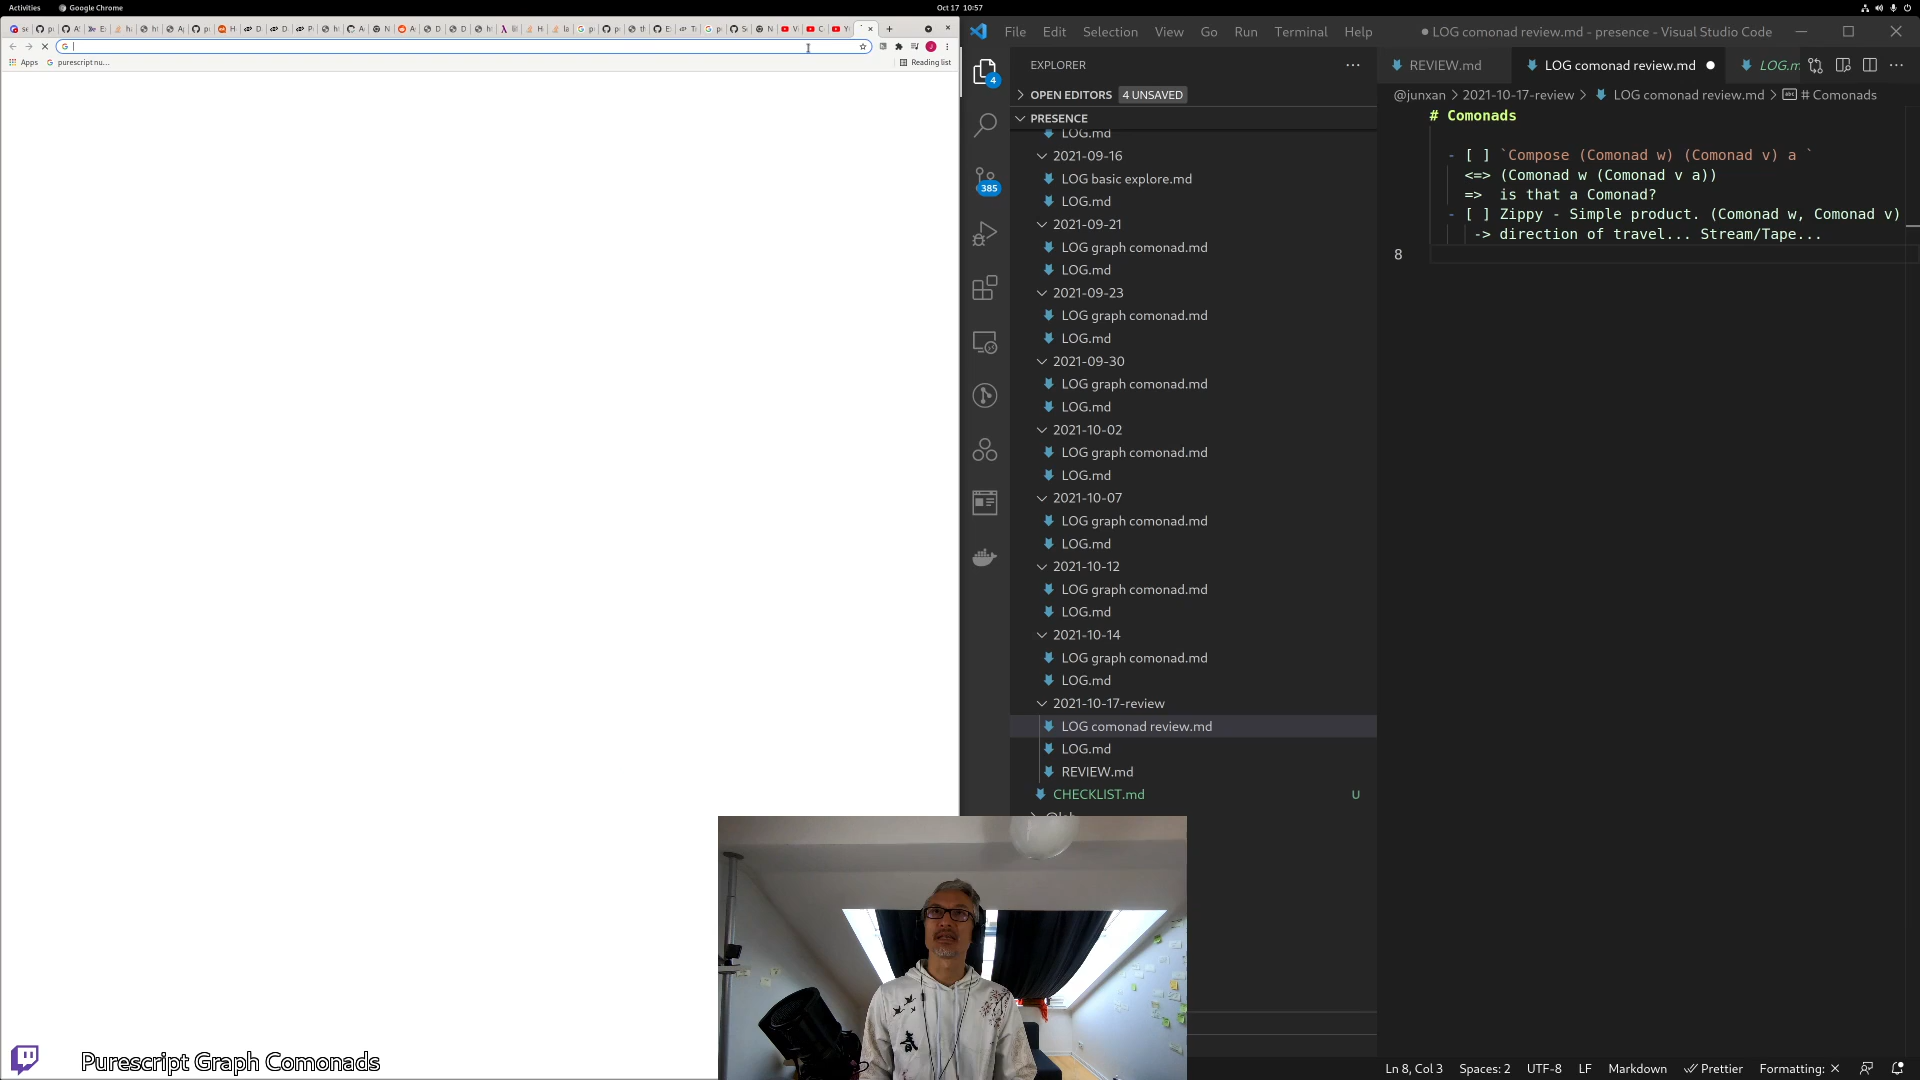 Activities
Google Chrome
Oct 17 10:57
Apps
purescript nu...
Reading list
File Edit Selection View Go Run Terminal Help
LOG comonad review.md - presence - Visual Studio Code
EXPLORER
OPEN EDITORS
4 UNSAVED
PRESENCE
LOG.md
2021-09-16
LOG basic explore.md
LOG.md
2021-09-21
LOG graph comonad.md
LOG.md
2021-09-23
LOG graph comonad.md
LOG.md
2021-09-30
LOG graph comonad.md
LOG.md
2021-10-02
LOG graph comonad.md
LOG.md
2021-10-07
LOG graph comonad.md
LOG.md
2021-10-12
LOG graph comonad.md
LOG.md
2021-10-14
LOG graph comonad.md
LOG.md
2021-10-17-review
LOG comonad review.md
LOG.md
REVIEW.md
CHECKLIST.md U
4
385
REVIEW.md
LOG comonad review.md
LOG.m
@junxan > 2021-10-17-review > LOG comonad review.md > # Comonads
# Comonads
- [ ] `Compose (Comonad w) (Comonad v) a `
<=> (Comonad w (Comonad v a))
=> is that a Comonad?
- [ ] Zippy - Simple product. (Comonad w, Comonad v)
-> direction of travel... Stream/Tape...
8
春
Purescript Graph Comonads
Ln 8, Col 3 Spaces: 2 UTF-8 LF Markdown Prettier Formatting: ×